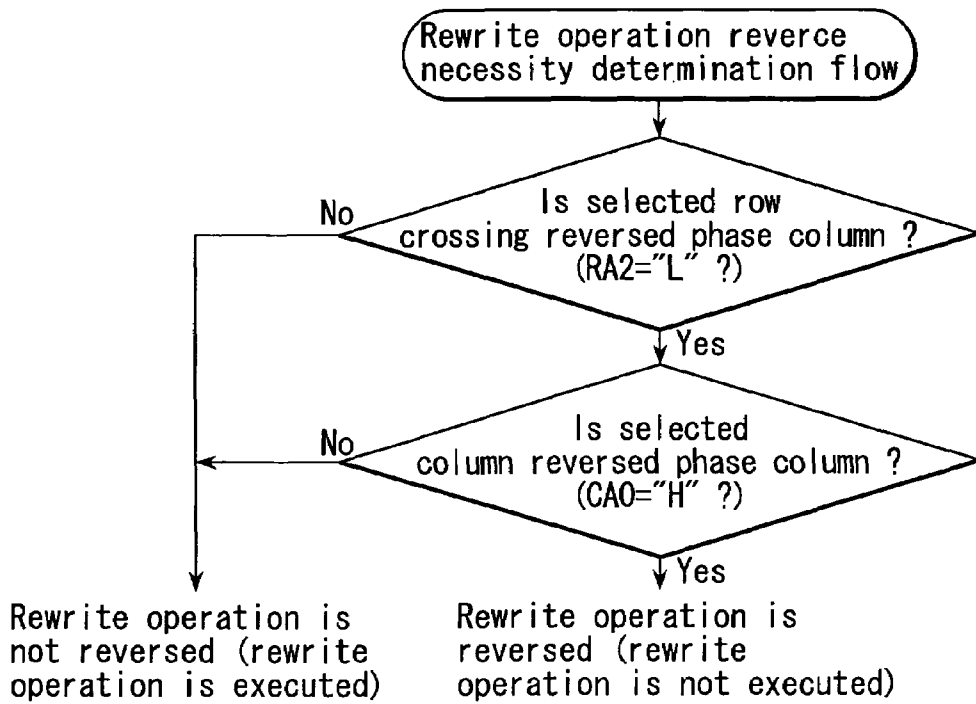 Rewrite operation reverce
necessity determination flow
Is selected row
crossing reversed phase column ?
(RA2="L" ?)
No
Yes
Is selected
column reversed phase column ?
(CA0="H" ?)
No
Yes
Rewrite operation is
not reversed (rewrite
operation is executed)
Rewrite operation is
reversed (rewrite
operation is not executed)